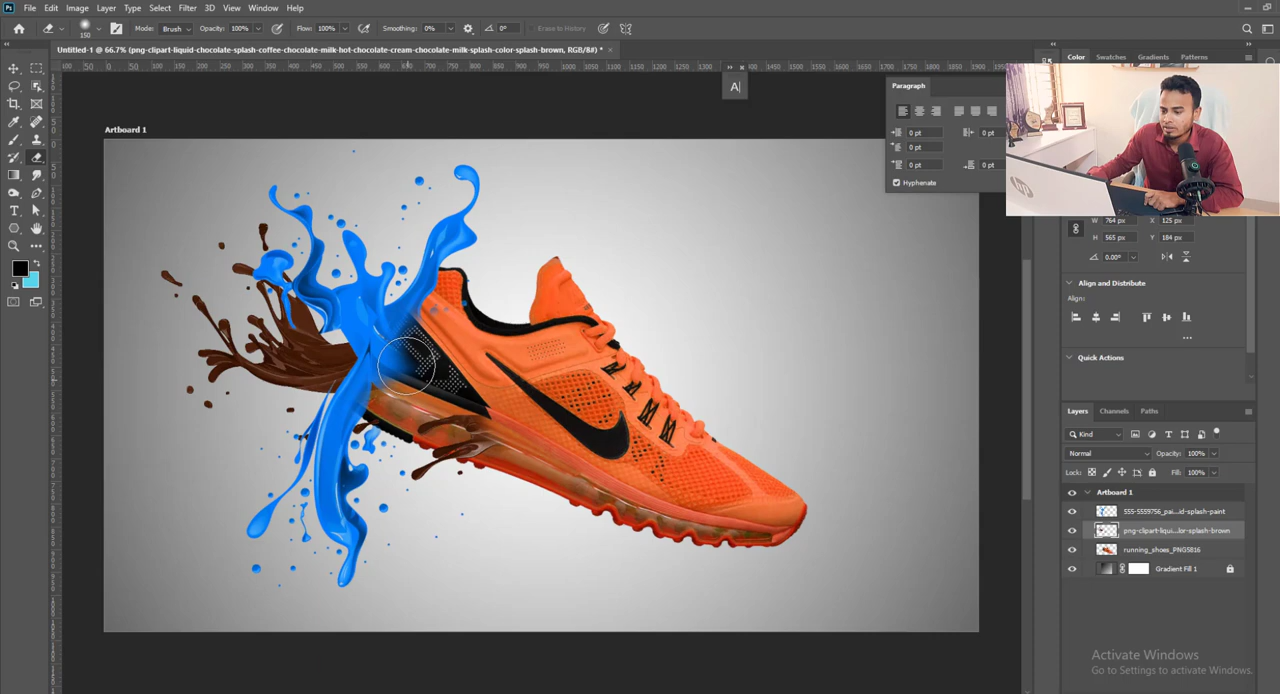 Ps File Edit Image Layer Type Select Filter 3D View Window Help
150 Mode: Brush Opacity: 100% Flow: 100% Smoothing: 0% 0° Erase to History
Untitled-1 @ 66.7% (png-clipart-liquid-chocolate-splash-coffee-chocolate-milk-hot-chocolate-cream-chocolate-milk-splash-color-splash-brown, RGB/8#) * ×
Color Swatches Gradients Patterns
Artboard 1
A|
Paragraph
0 pt 0 pt
0 pt
0 pt 0 pt
Hyphenate
hp
W 764 px X 125 px
H 565 px Y 184 px
0.00°
Align and Distribute
Align:
Quick Actions
Layers Channels Paths
Kind
Normal Opacity: 100%
Lock: Fill: 100%
Artboard 1
555-5559756_pai...id-splash-paint
png-clipart-liqui...lor-splash-brown
running_shoes_PNG5816
Gradient Fill 1
Activate Windows
Go to Settings to activate Windows.